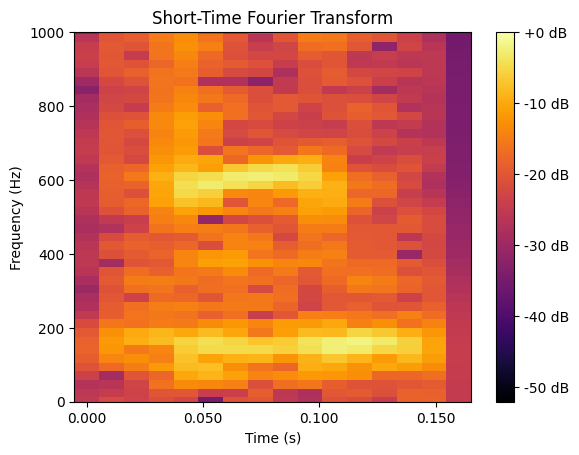 Short-Time Fourier Transform
Frequency (Hz)
1000
800
600
400
200
0
0.000
0.050
0.100
0.150
Time (s)
+0 dB
-10 dB
-20 dB
-30 dB
-40 dB
-50 dB